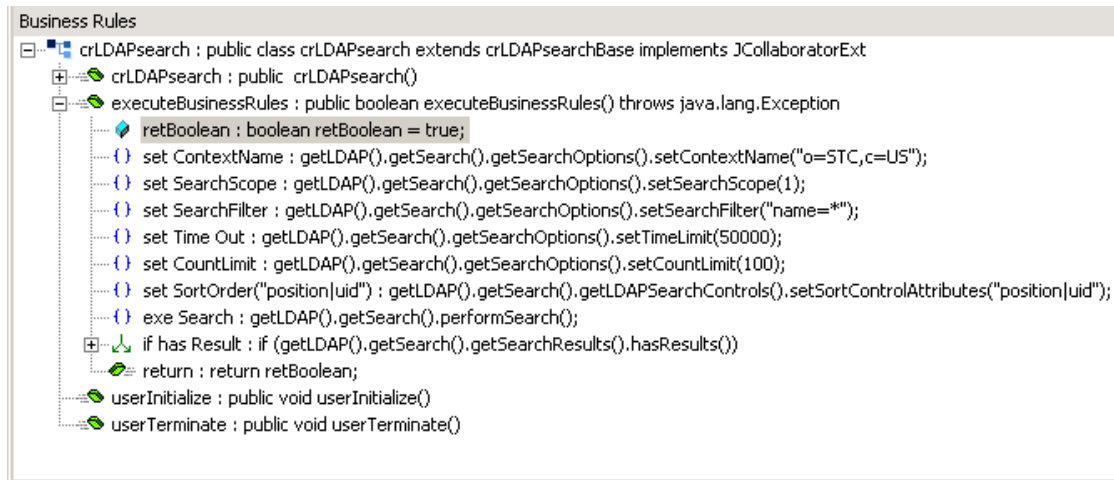 Business Rules
crLDAPsearch : public class crLDAPsearch extends crLDAPsearchBase implements JCollaboratorExt
crLDAPsearch : public crLDAPsearch()
executeBusinessRules : public boolean executeBusinessRules() throws java.lang.Exception
retBoolean : boolean retBoolean = true;
{} set ContextName : getLDAP().getSearch().getSearchOptions().setContextName("o=STC,c=US");
{} set SearchScope : getLDAP().getSearch().getSearchOptions().setSearchScope(1);
{} set SearchFilter : getLDAP().getSearch().getSearchOptions().setSearchFilter("name=*");
{} set Time Out : getLDAP().getSearch().getSearchOptions().setTimeLimit(50000);
{} set CountLimit : getLDAP().getSearch().getSearchOptions().setCountLimit(100);
{} set SortOrder("position|uid") : getLDAP().getSearch().getLDAPSearchControls().setSortControlAttributes("position|uid");
{} exe Search : getLDAP().getSearch().performSearch();
if has Result : if (getLDAP().getSearch().getSearchResults().hasResults())
return : return retBoolean;
userInitialize : public void userInitialize()
userTerminate : public void userTerminate()